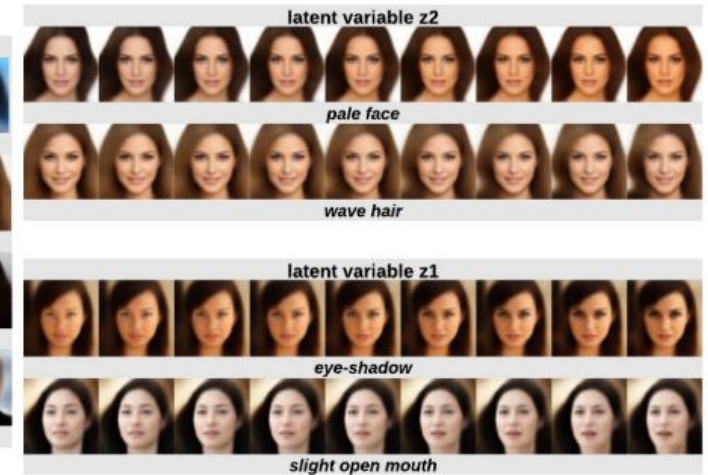 latent variable z2
pale face
wave hair
latent variable z1
eye-shadow
slight open mouth